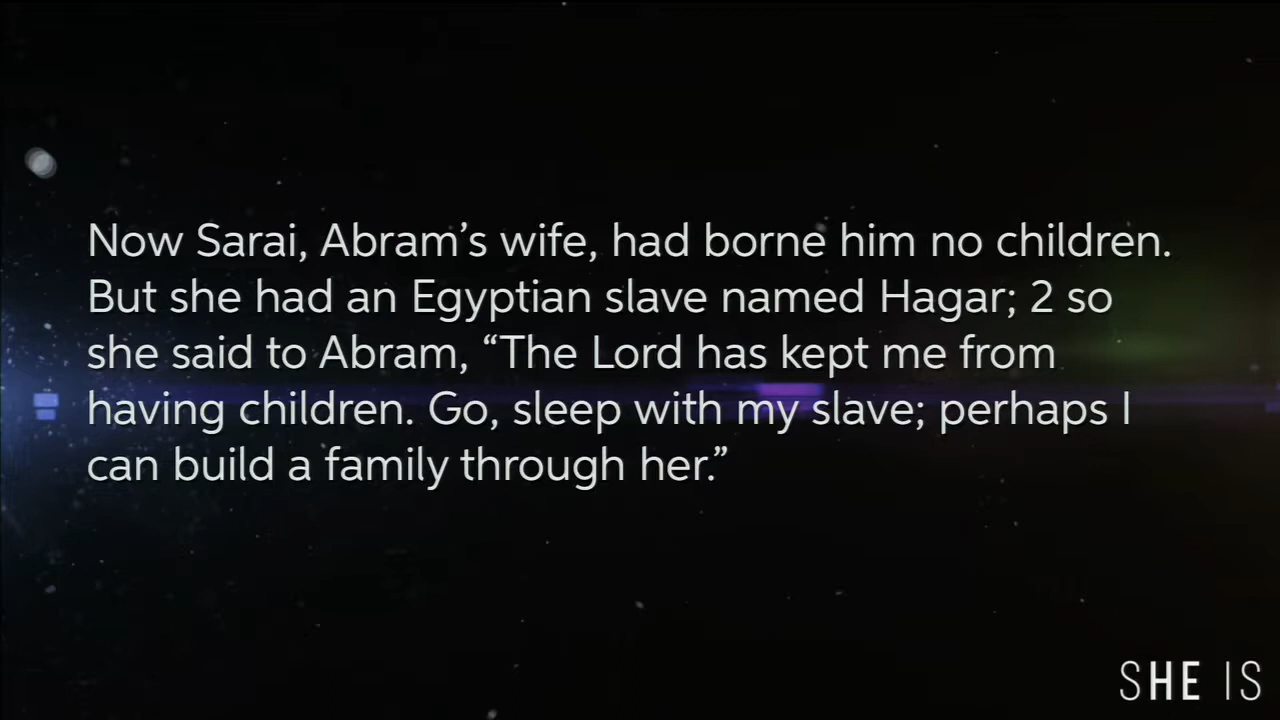 Now Sarai, Abram’s wife, had borne him no children.
But she had an Egyptian slave named Hagar; 2 so
she said to Abram, “The Lord has kept me from
having children. Go, sleep with my slave; perhaps I
can build a family through her.”
SHE IS